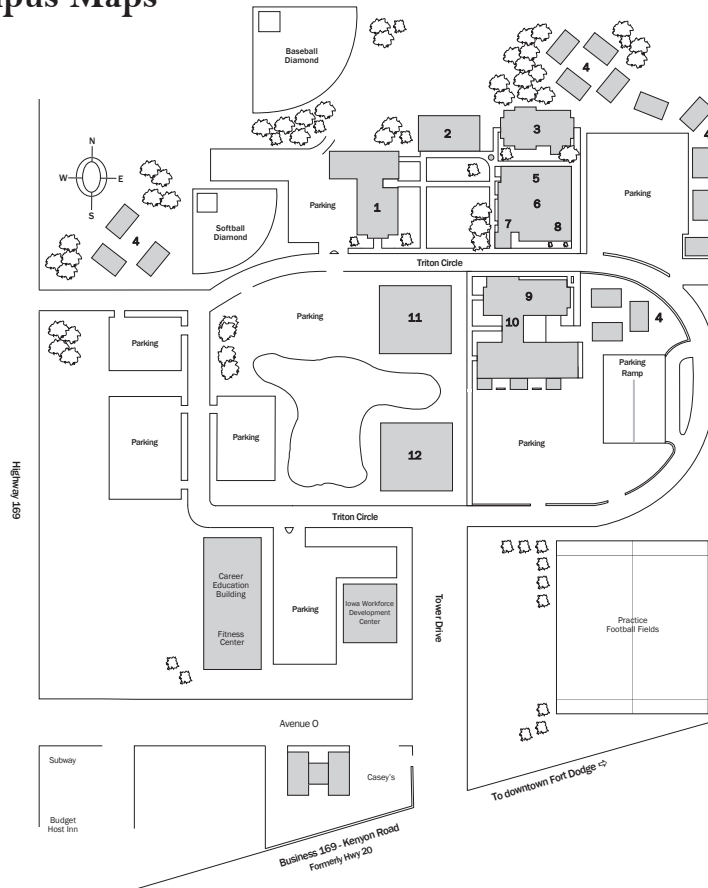 Maps
Baseball
Diamond
4
2
3
N
W
E
S
4
5
6
7
8
1
Parking
Parking
Softball
Diamond
Triton Circle
Parking
11
9
10
4
Parking
Parking
Ramp
Parking
Parking
12
Parking
Highway 169
Triton Circle
Career
Education
Building
Fitness
Center
Parking
Iowa Workforce
Development
Center
Tower Drive
Practice
Football Fields
Avenue O
Subway
Casey's
Budget
Host Inn
To downtown Fort Dodge ⇨
Business 169 - Kenyon Road
Formerly Hwy 20